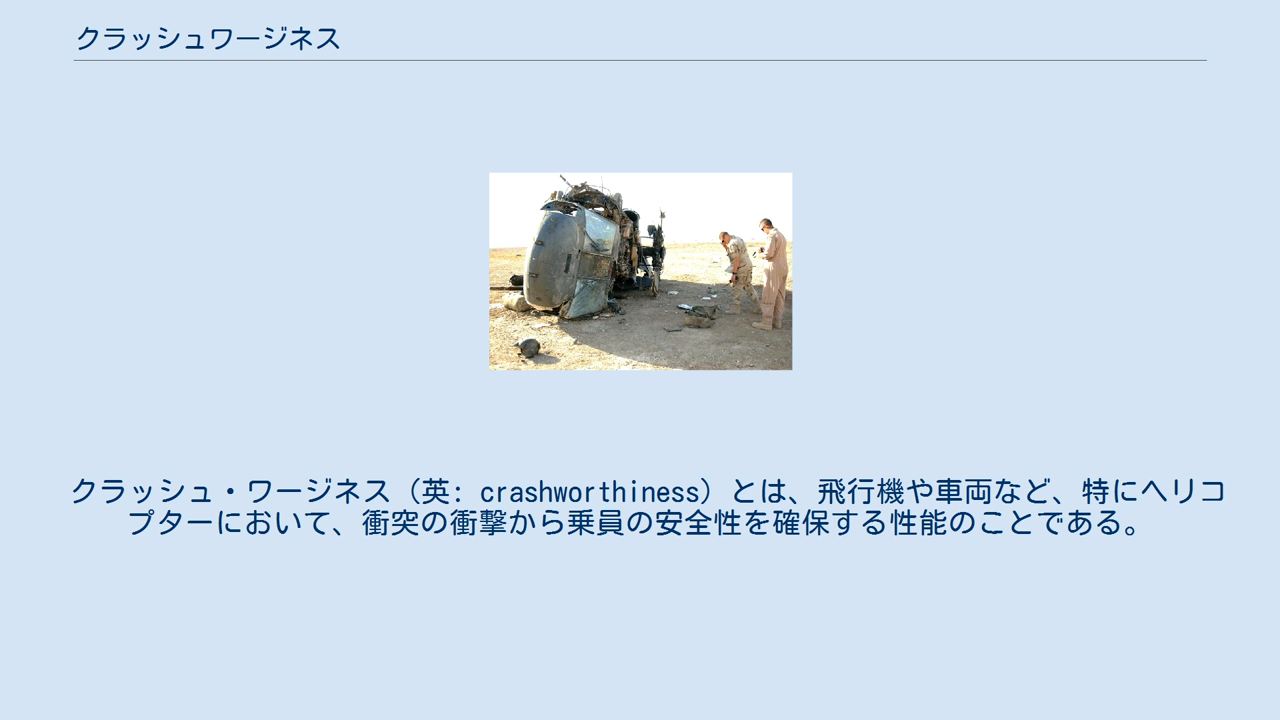 クラッシュワージネス
クラッシュ・ワージネス（英: crashworthiness）とは、飛行機や車両など、特にヘリコ
プターにおいて、衝突の衝撃から乗員の安全性を確保する性能のことである。